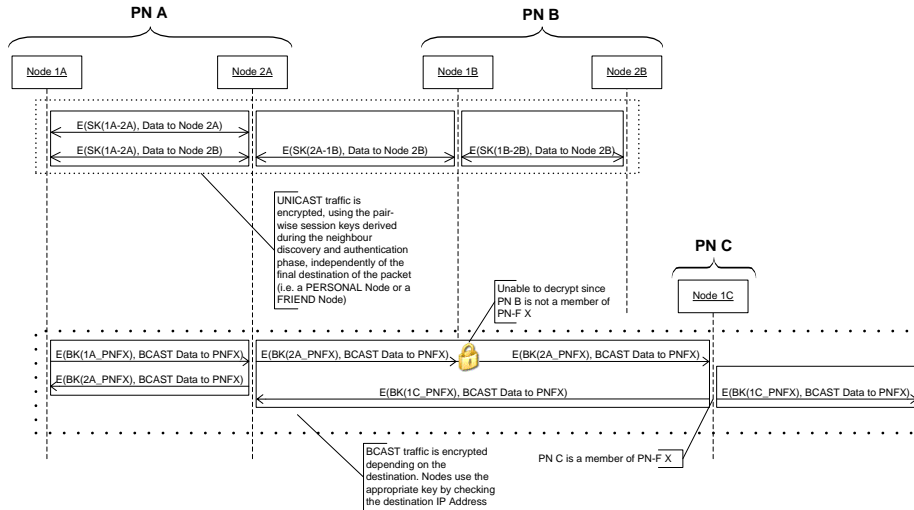 PN A
PN B
Node 1A
Node 2A
Node 1B
Node 2B
E(SK(1A-2A), Data to Node 2A)
E(SK(1A-2A), Data to Node 2B)
E(SK(2A-1B), Data to Node 2B)
E(SK(1B-2B), Data to Node 2B)
UNICAST traffic is
encrypted, using the pair-
wise session keys derived
during the neighbour
discovery and authentication
phase, independently of the
final destination of the packet
(i.e. a PERSONAL Node or a
FRIEND Node)
PN C
Node 1C
Unable to decrypt since
PN B is not a member of
PN-F X
E(BK(1A_PNFX), BCAST Data to PNFX)
E(BK(2A_PNFX), BCAST Data to PNFX)
E(BK(2A_PNFX), BCAST Data to PNFX)
E(BK(2A_PNFX), BCAST Data to PNFX)
E(BK(1C_PNFX), BCAST Data to PNFX)
E(BK(1C_PNFX), BCAST Data to PNFX)
BCAST traffic is encrypted
depending on the
destination. Nodes use the
appropriate key by checking
the destination IP Address
PN C is a member of PN-F X